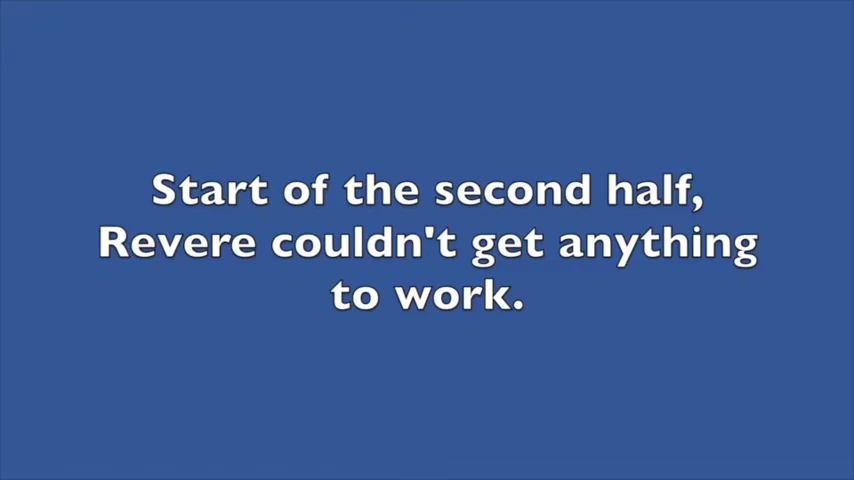 Start of the second half,
Revere couldn't get anything
to work.